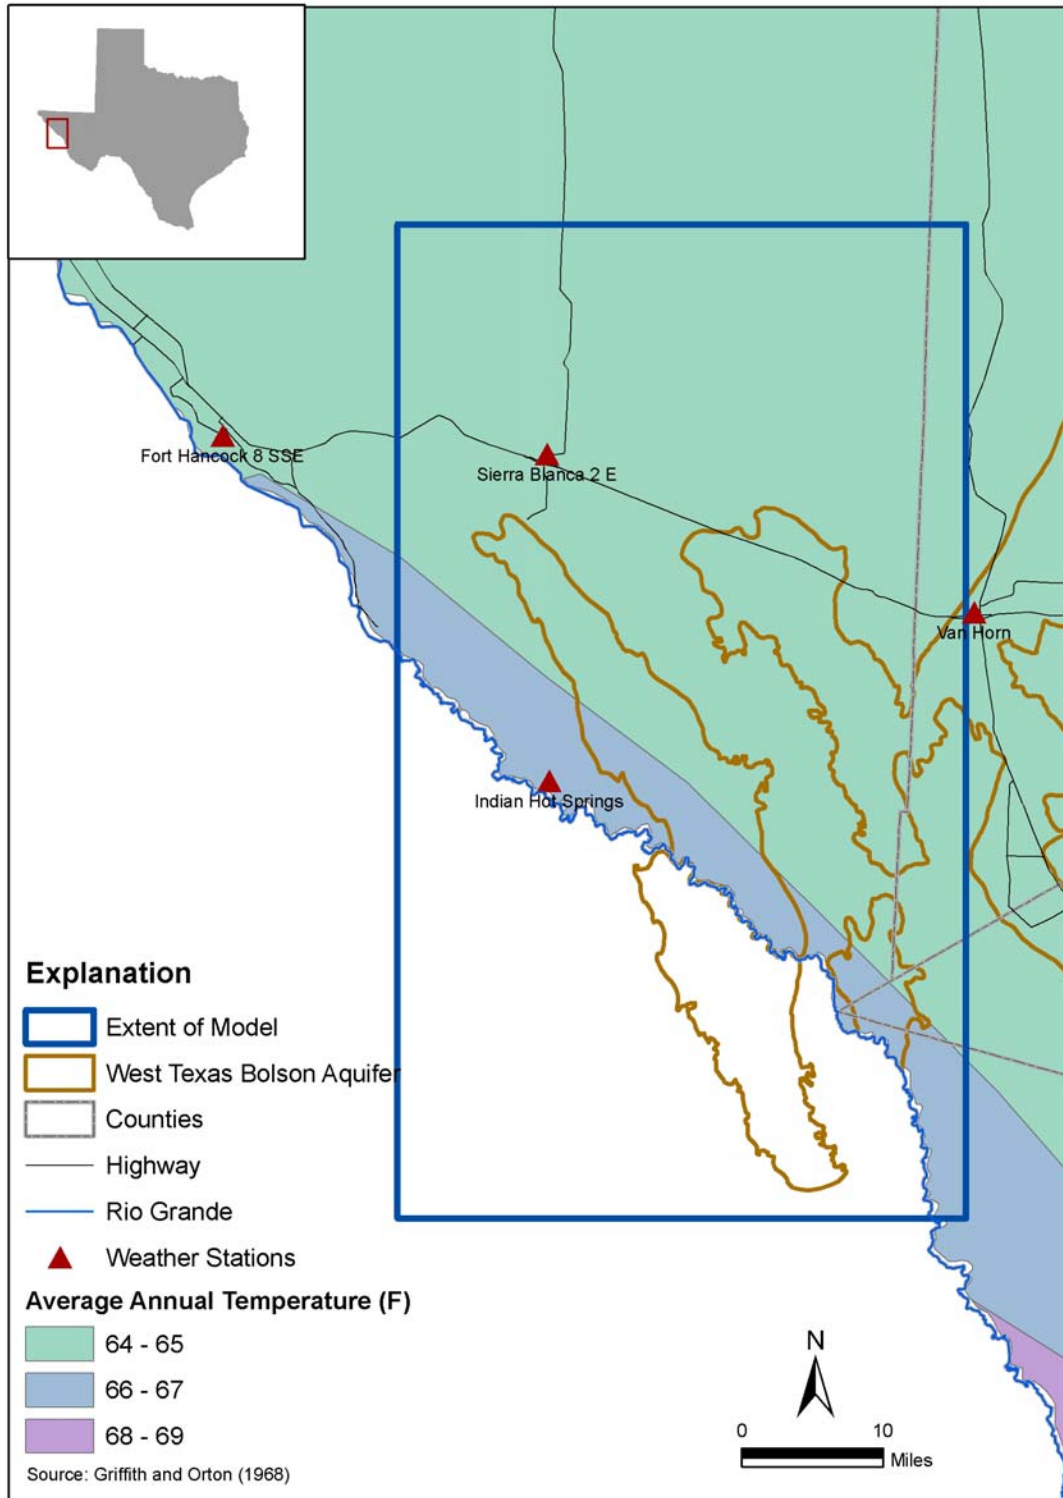 Fort Hancock 8 SSE
Sierra Blanca 2 E
Van Horn
Indian Hot Springs
Explanation
Extent of Model
West Texas Bolson Aquifer
Counties
Highway
Rio Grande
Weather Stations
Average Annual Temperature (F)
64 - 65
66 - 67
68 - 69
Source: Griffith and Orton (1968)
N
0 10
Miles